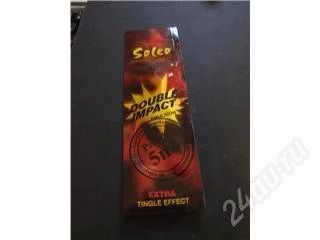 Soleo
DOUBLE
IMPACT
EXTRA
TINGLE EFFECT
24au.ru